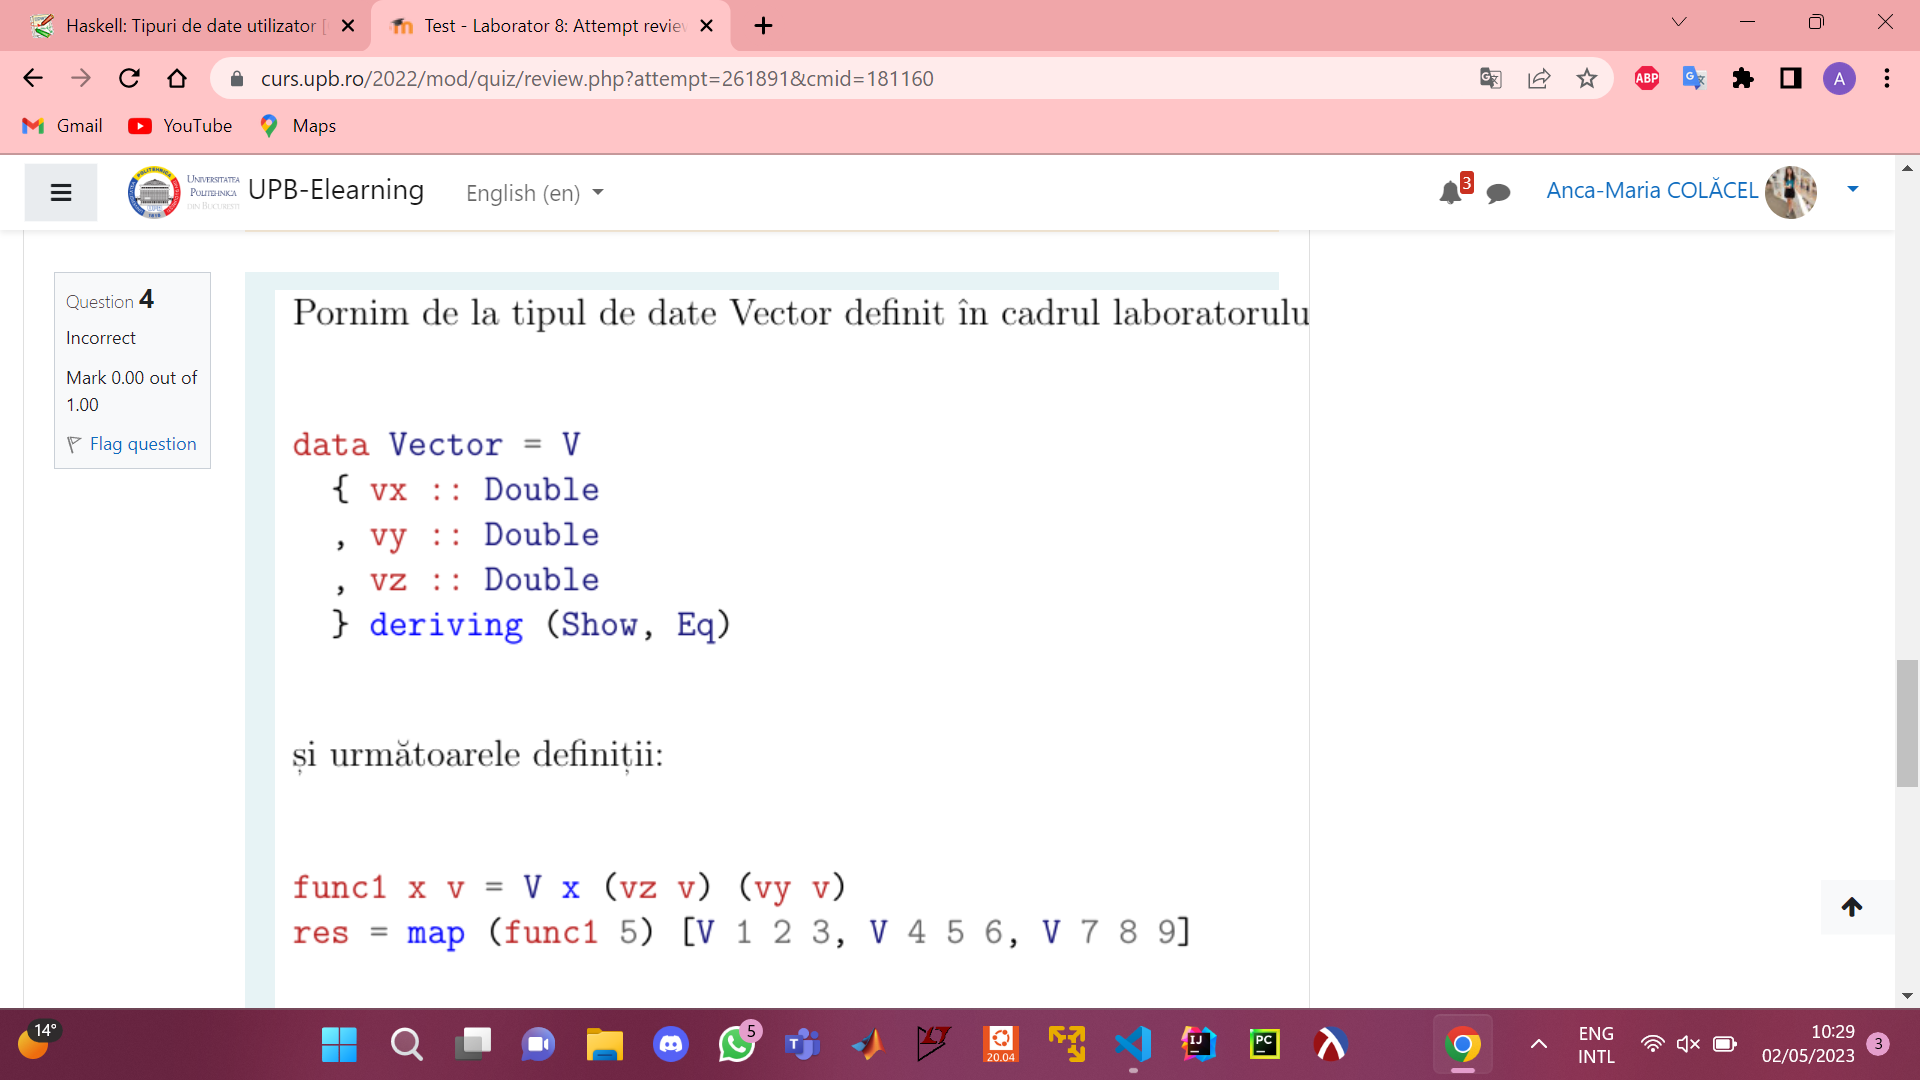 Haskell: Tipuri de date utilizator [
Test - Laborator 8: Attempt review
curs.upb.ro/2022/mod/quiz/review.php?attempt=261891&cmid=181160
ABP
A
Gmail
YouTube
Maps
UNIVERSITATEA
POLITEHNICA
DIN BUCUREȘTI
UPB-Elearning
English (en)
3
Anca-Maria COLĂCEL
Question 4
Incorrect
Mark 0.00 out of
1.00
Flag question
Pornim de la tipul de date Vector definit în cadrul laboratorulu
data Vector = V
{ vx :: Double
, vy :: Double
, vz :: Double
} deriving (Show, Eq)
și următoarele definiții:
func1 x v = V x (vz v) (vy v)
res = map (func1 5) [V 1 2 3, V 4 5 6, V 7 8 9]
14°
5
20.04
IJ
PC
ENG
INTL
10:29
02/05/2023
3